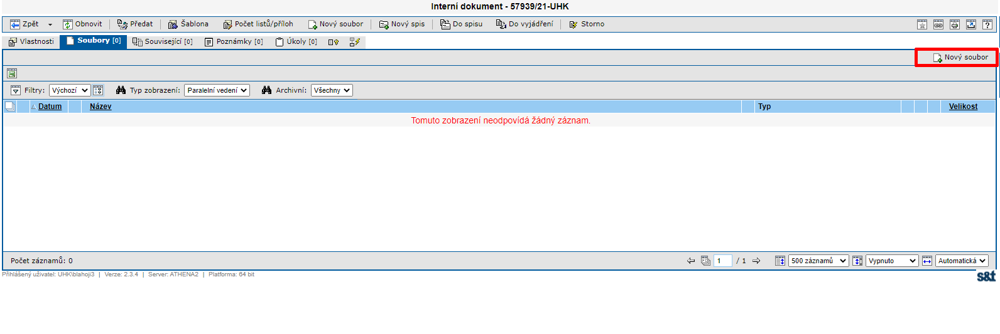 Interní dokument - 57939/21-UHK
Zpět Obnovit Předat Šablona Počet listů/příloh Nový soubor Nový spis Do spisu Do vyjádření Storno
Vlastnosti Soubory [0] Související [0] Poznámky [0] Úkoly [0]
Nový soubor
Filtry: Výchozí Typ zobrazení: Paralelní vedení Archivní: Všechny
Datum Název Typ Velikost
Tomuto zobrazení neodpovídá žádný záznam.
Počet záznamů: 0 1 / 1 500 záznamů Vypnuto Automatická
Přihlášený uživatel: UHK\blahoji3 | Verze: 2.3.4 | Server: ATHENA2 | Platforma: 64 bit
s&t